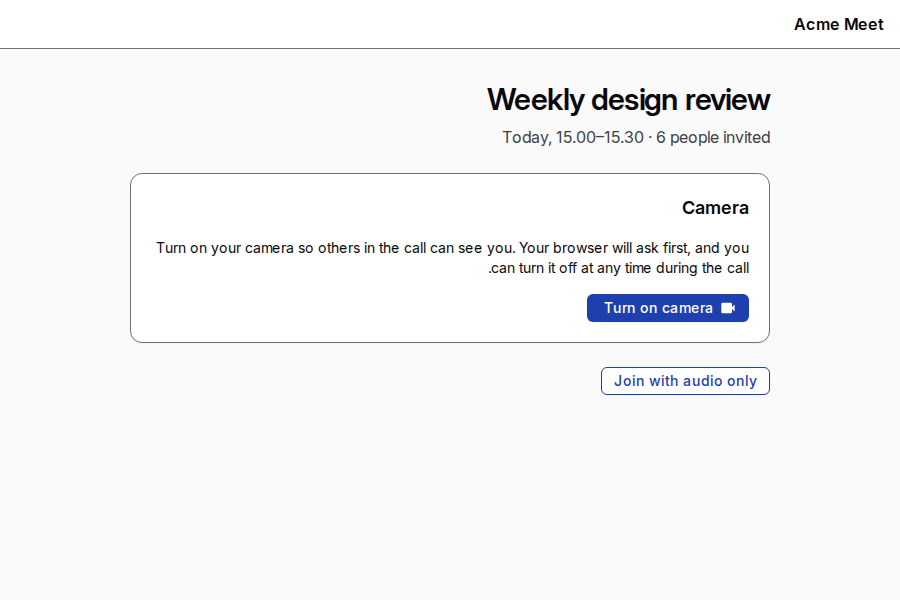 Acme Meet
Weekly design review
Today, 15.00–15.30 · 6 people invited
Camera
Turn on your camera so others in the call can see you. Your browser will ask first, and you
.can turn it off at any time during the call
Turn on camera
Join with audio only